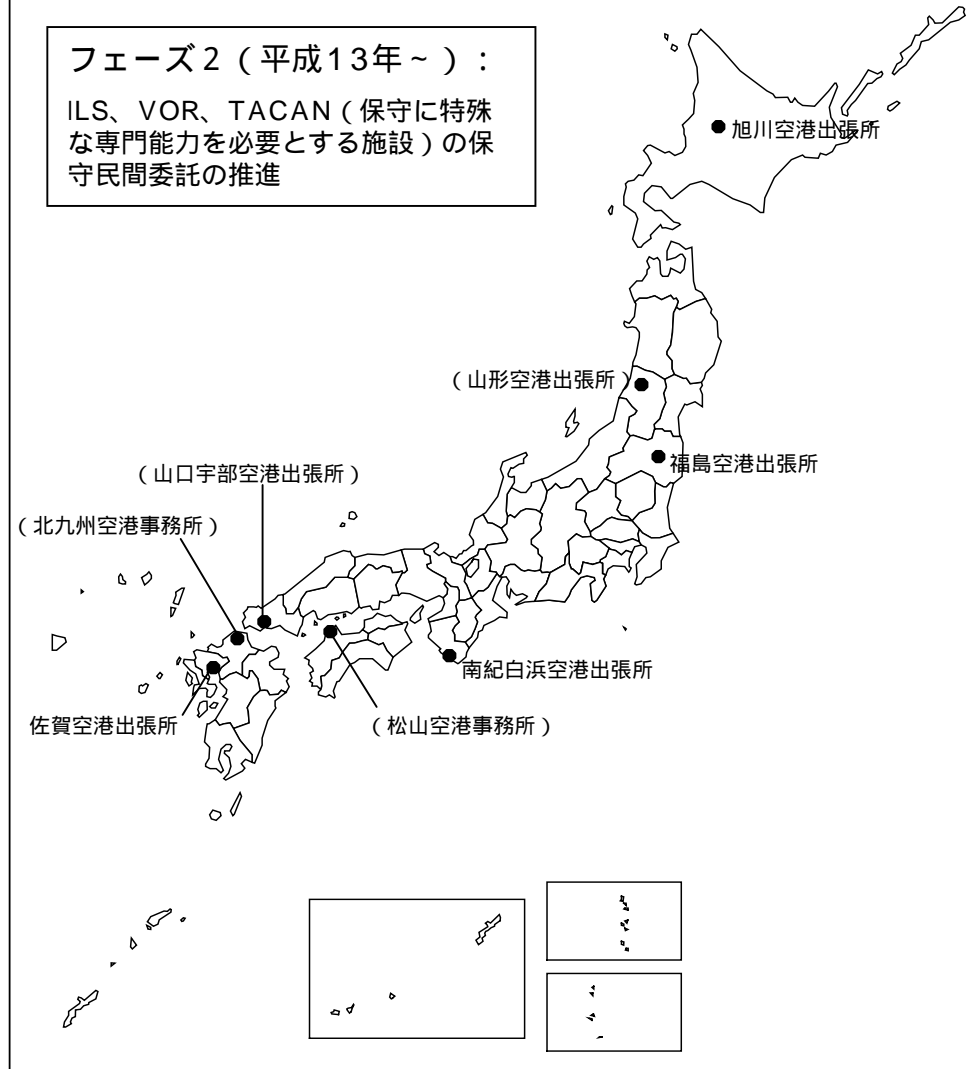 フェーズ2(平成13年~):
ILS、VOR、TACAN(保守に特殊
な専門能力を必要とする施設)の保
守民間委託の推進
旭川空港出張所
(山形空港出張所)
福島空港出張所
(山口宇部空港出張所)
(北九州空港事務所)
南紀白浜空港出張所
佐賀空港出張所
(松山空港事務所)